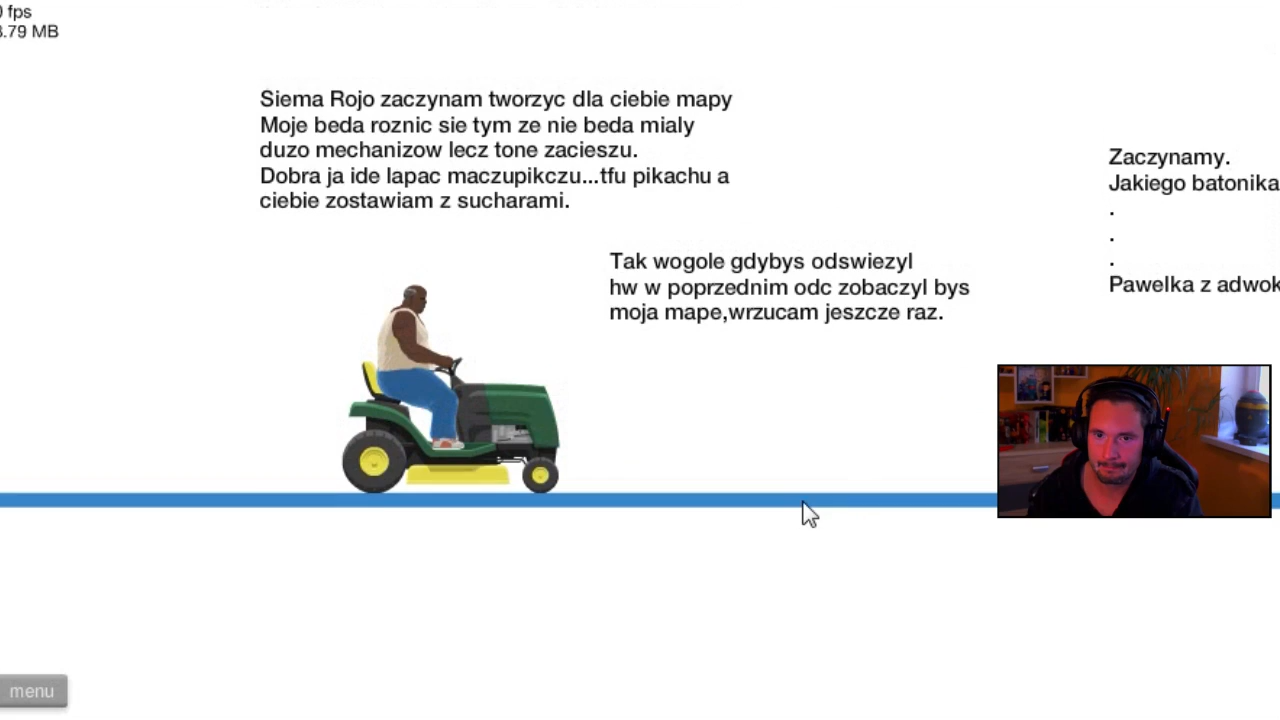 fps
3.79 MB
Siema Rojo zaczynam tworzyc dla ciebie mapy
Moje beda roznic sie tym ze nie beda mialy
duzo mechanizow lecz tone zacieszu.
Dobra ja ide lapac maczupikczu...tfu pikachu a
ciebie zostawiam z sucharami.
Tak wogole gdybys odswiezyl
hw w poprzednim odc zobaczyl bys
moja mape,wrzucam jeszcze raz.
Zaczynamy.
Jakiego batonika
.
.
.
Pawelka z adwok
menu